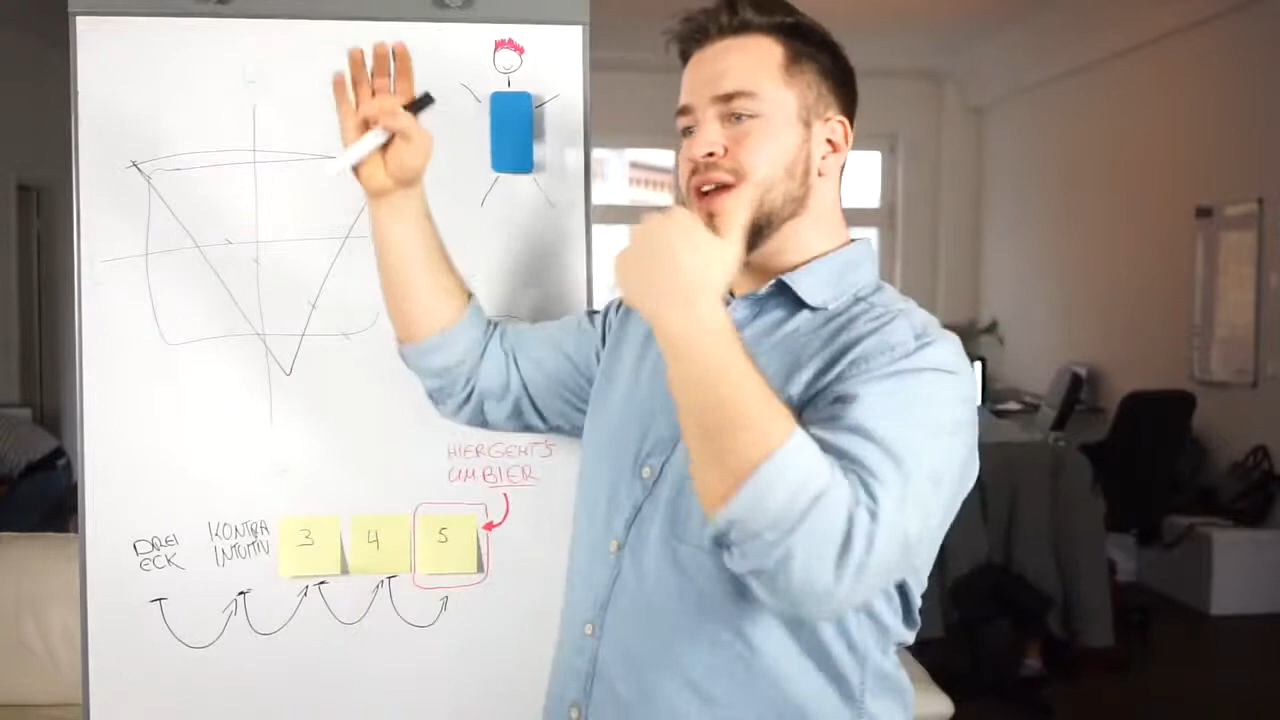 HIER GEHT'S
UM BIER
DREI
ECK
KONTRA
INTUITIV
3
4
5